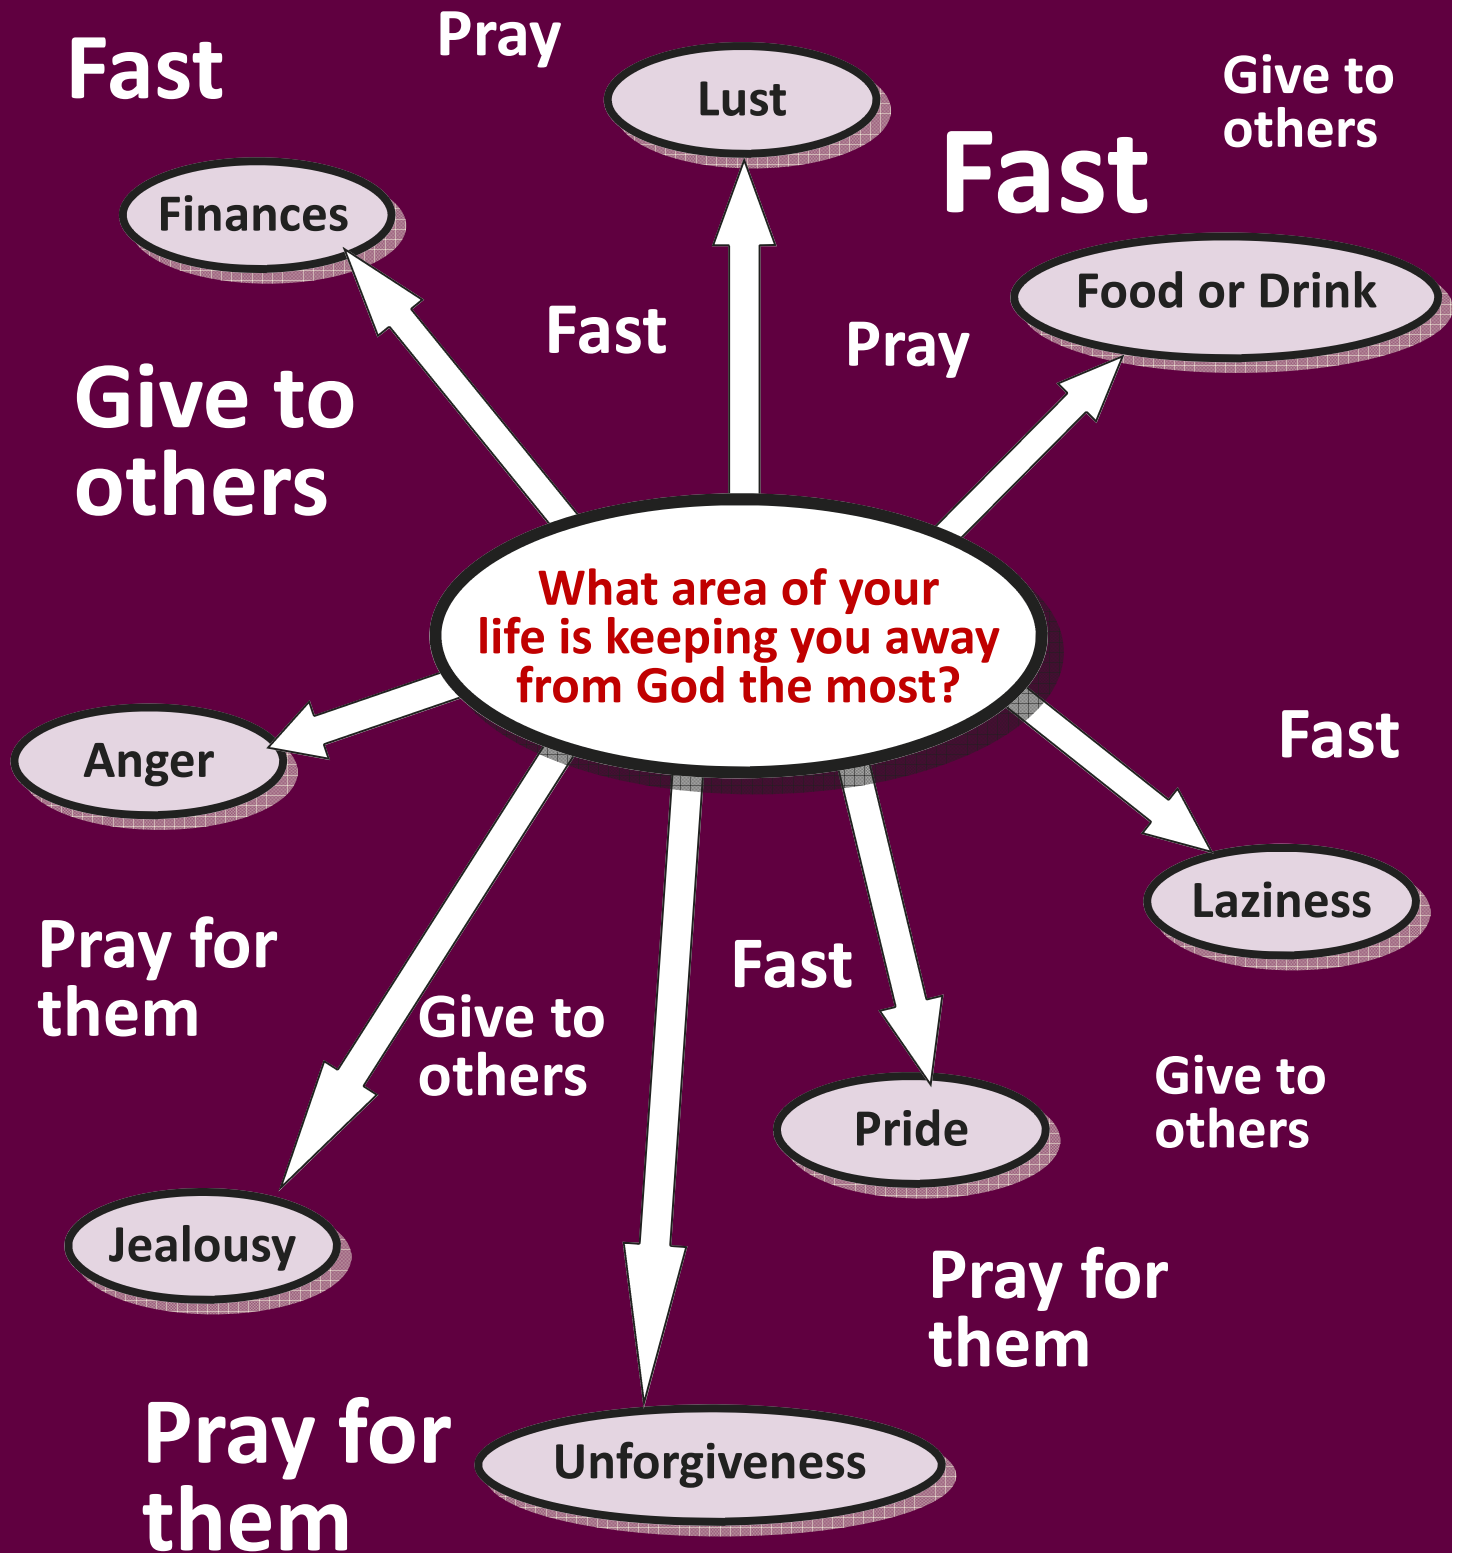 Pray
Fast
Lust
Give to
others
Fast
Finances
Food or Drink
Fast
Pray
Give to
others
What area of your
life is keeping you away
from God the most?
Anger
Fast
Laziness
Pray for
them
Fast
Give to
others
Give to
others
Pride
Jealousy
Pray for
them
Pray for
them
Unforgiveness